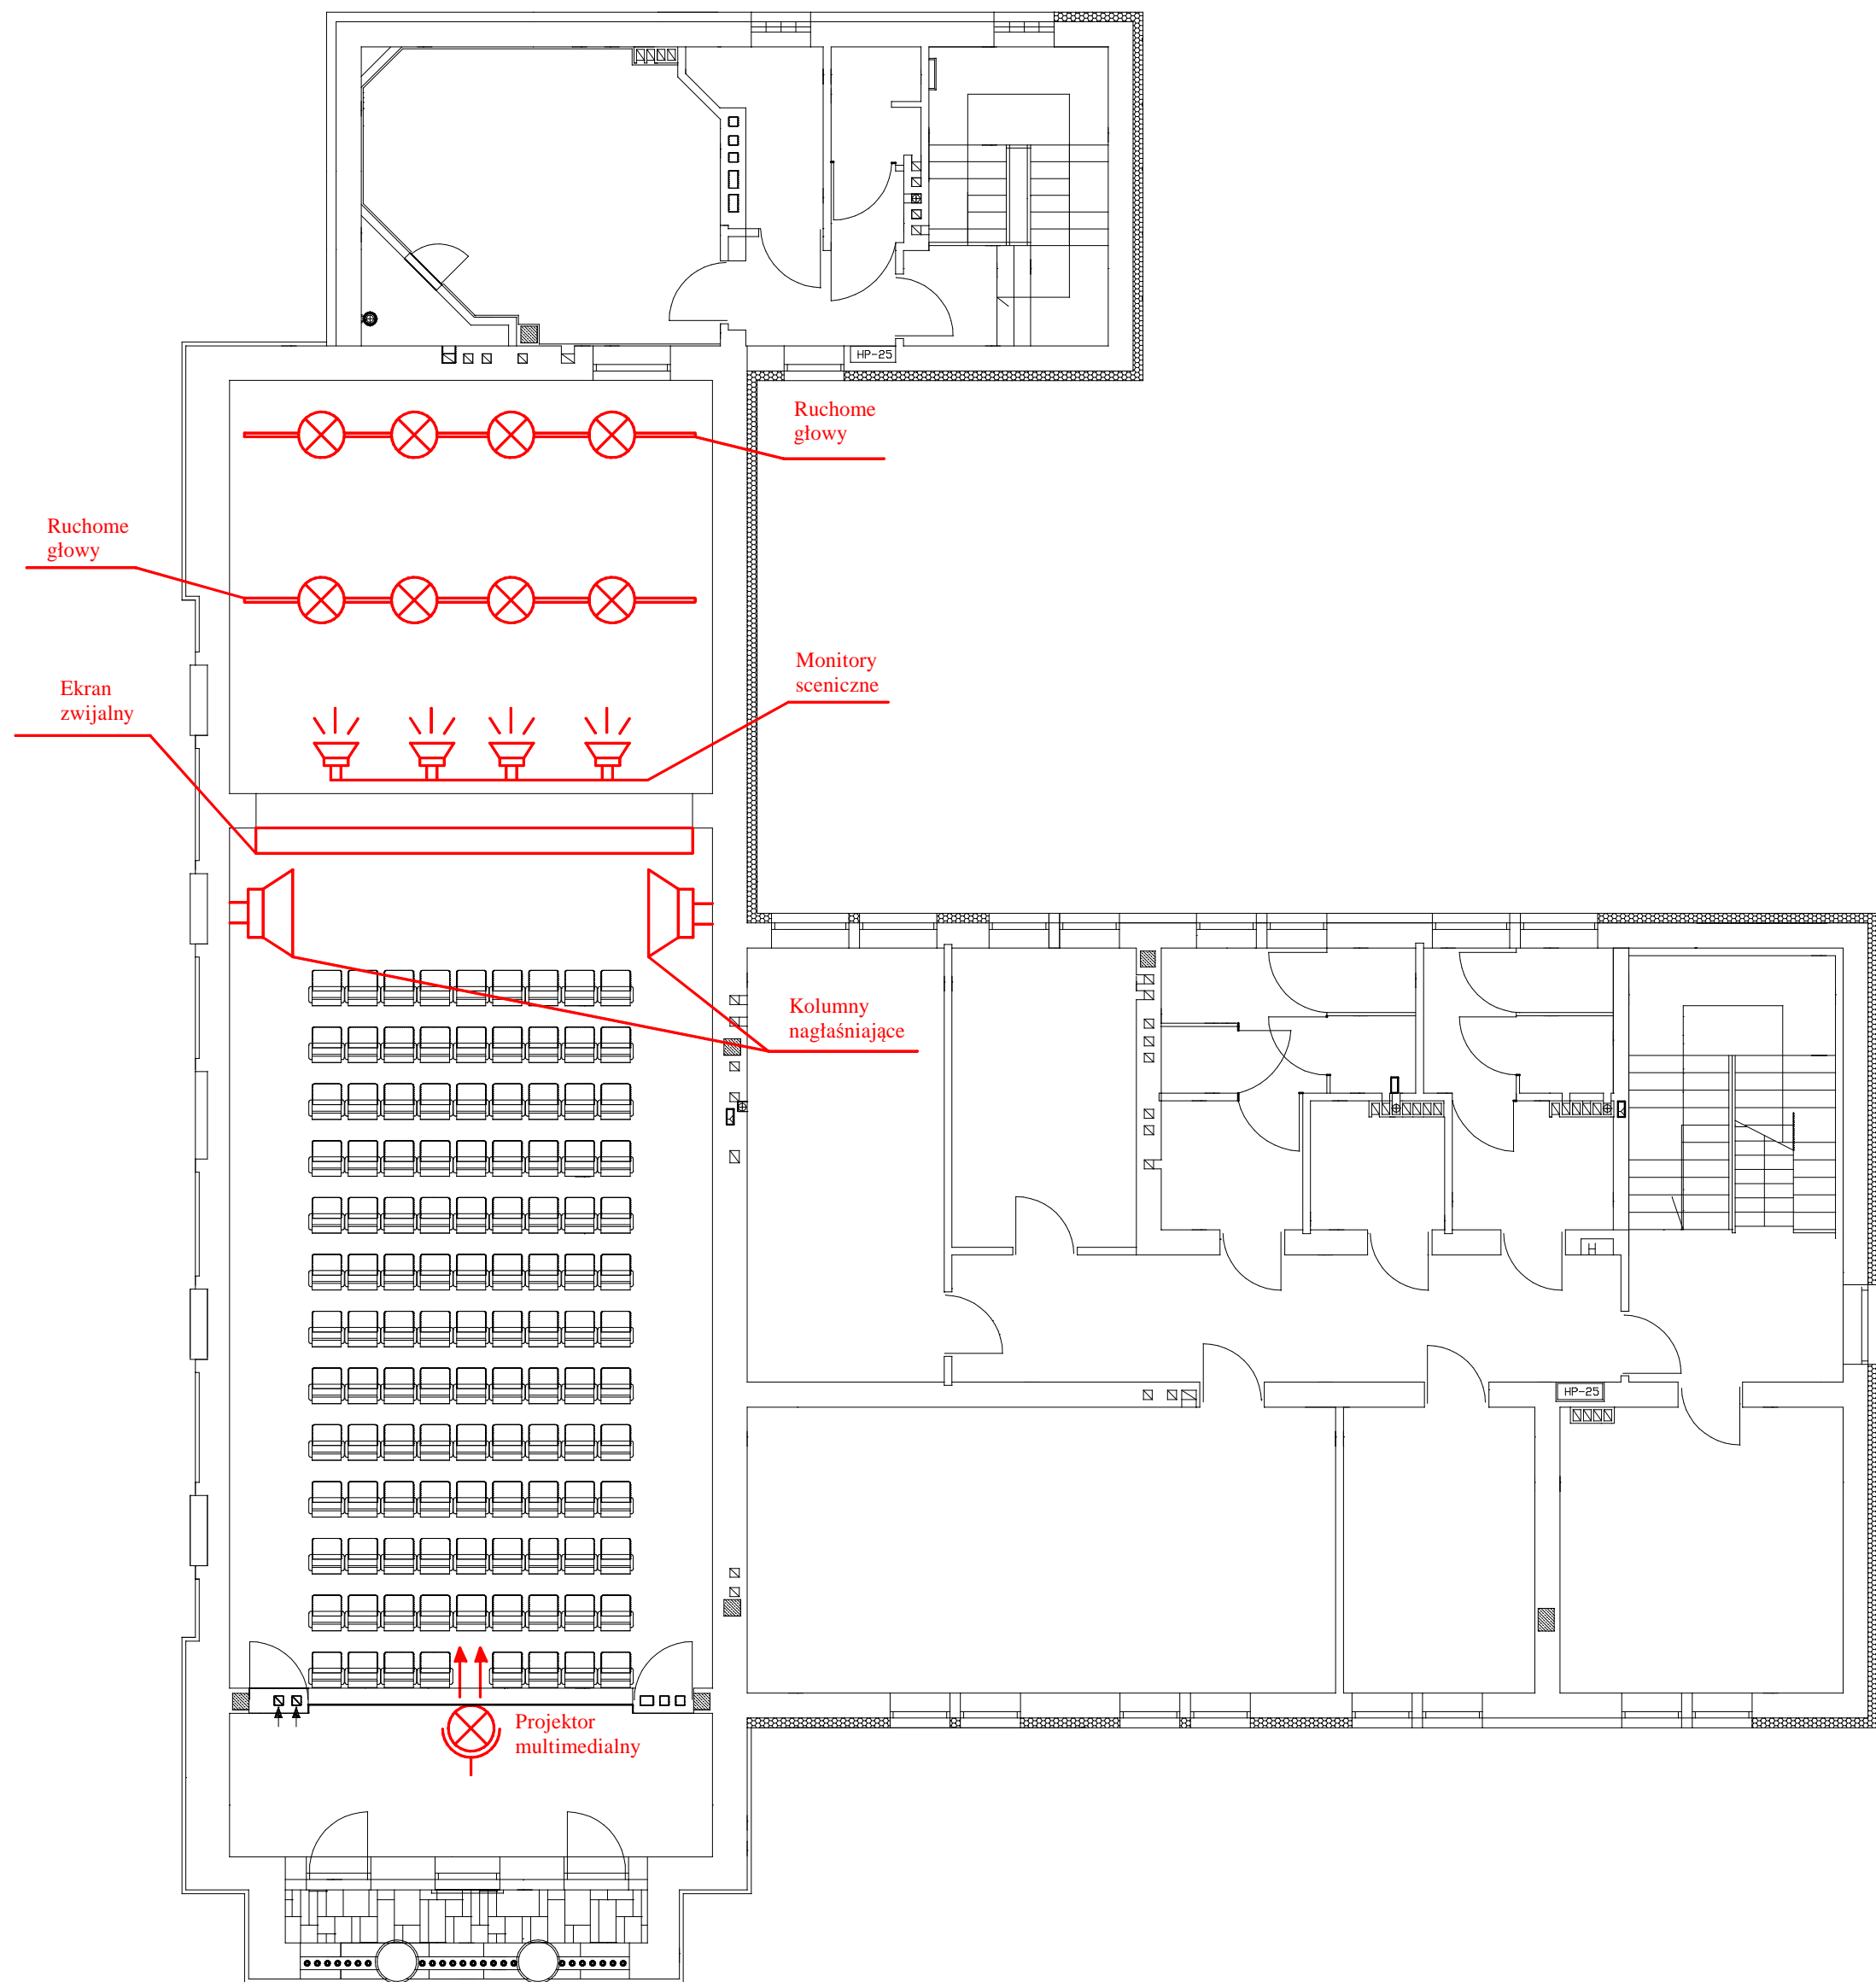 HP-25
Ruchome
głowy
Ruchome
głowy
Monitory
sceniczne
Ekran
zwijalny
Kolumny
nagłaśniające
H
HP-25
Projektor
multimedialny